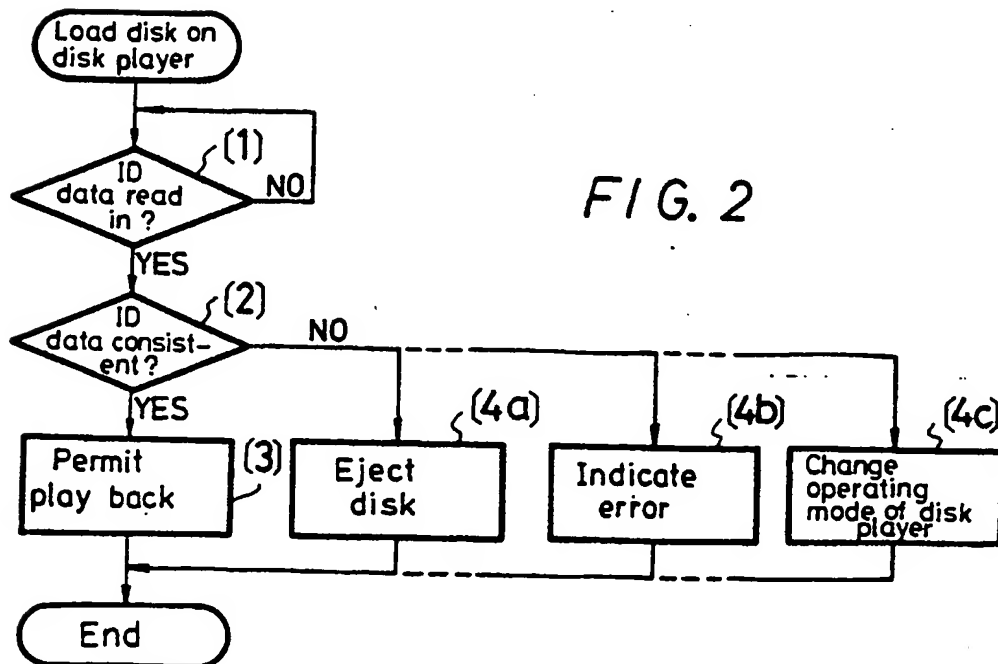 Load disk on
disk player
(1)
ID
data read
in ?
NO
FIG. 2
YES
(2)
ID
data consist-
ent ?
NO
YES
(4a)
(4b)
(4c)
Permit
play back
(3)
Eject
disk
Indicate
error
Change
operating
mode of disk
player
End